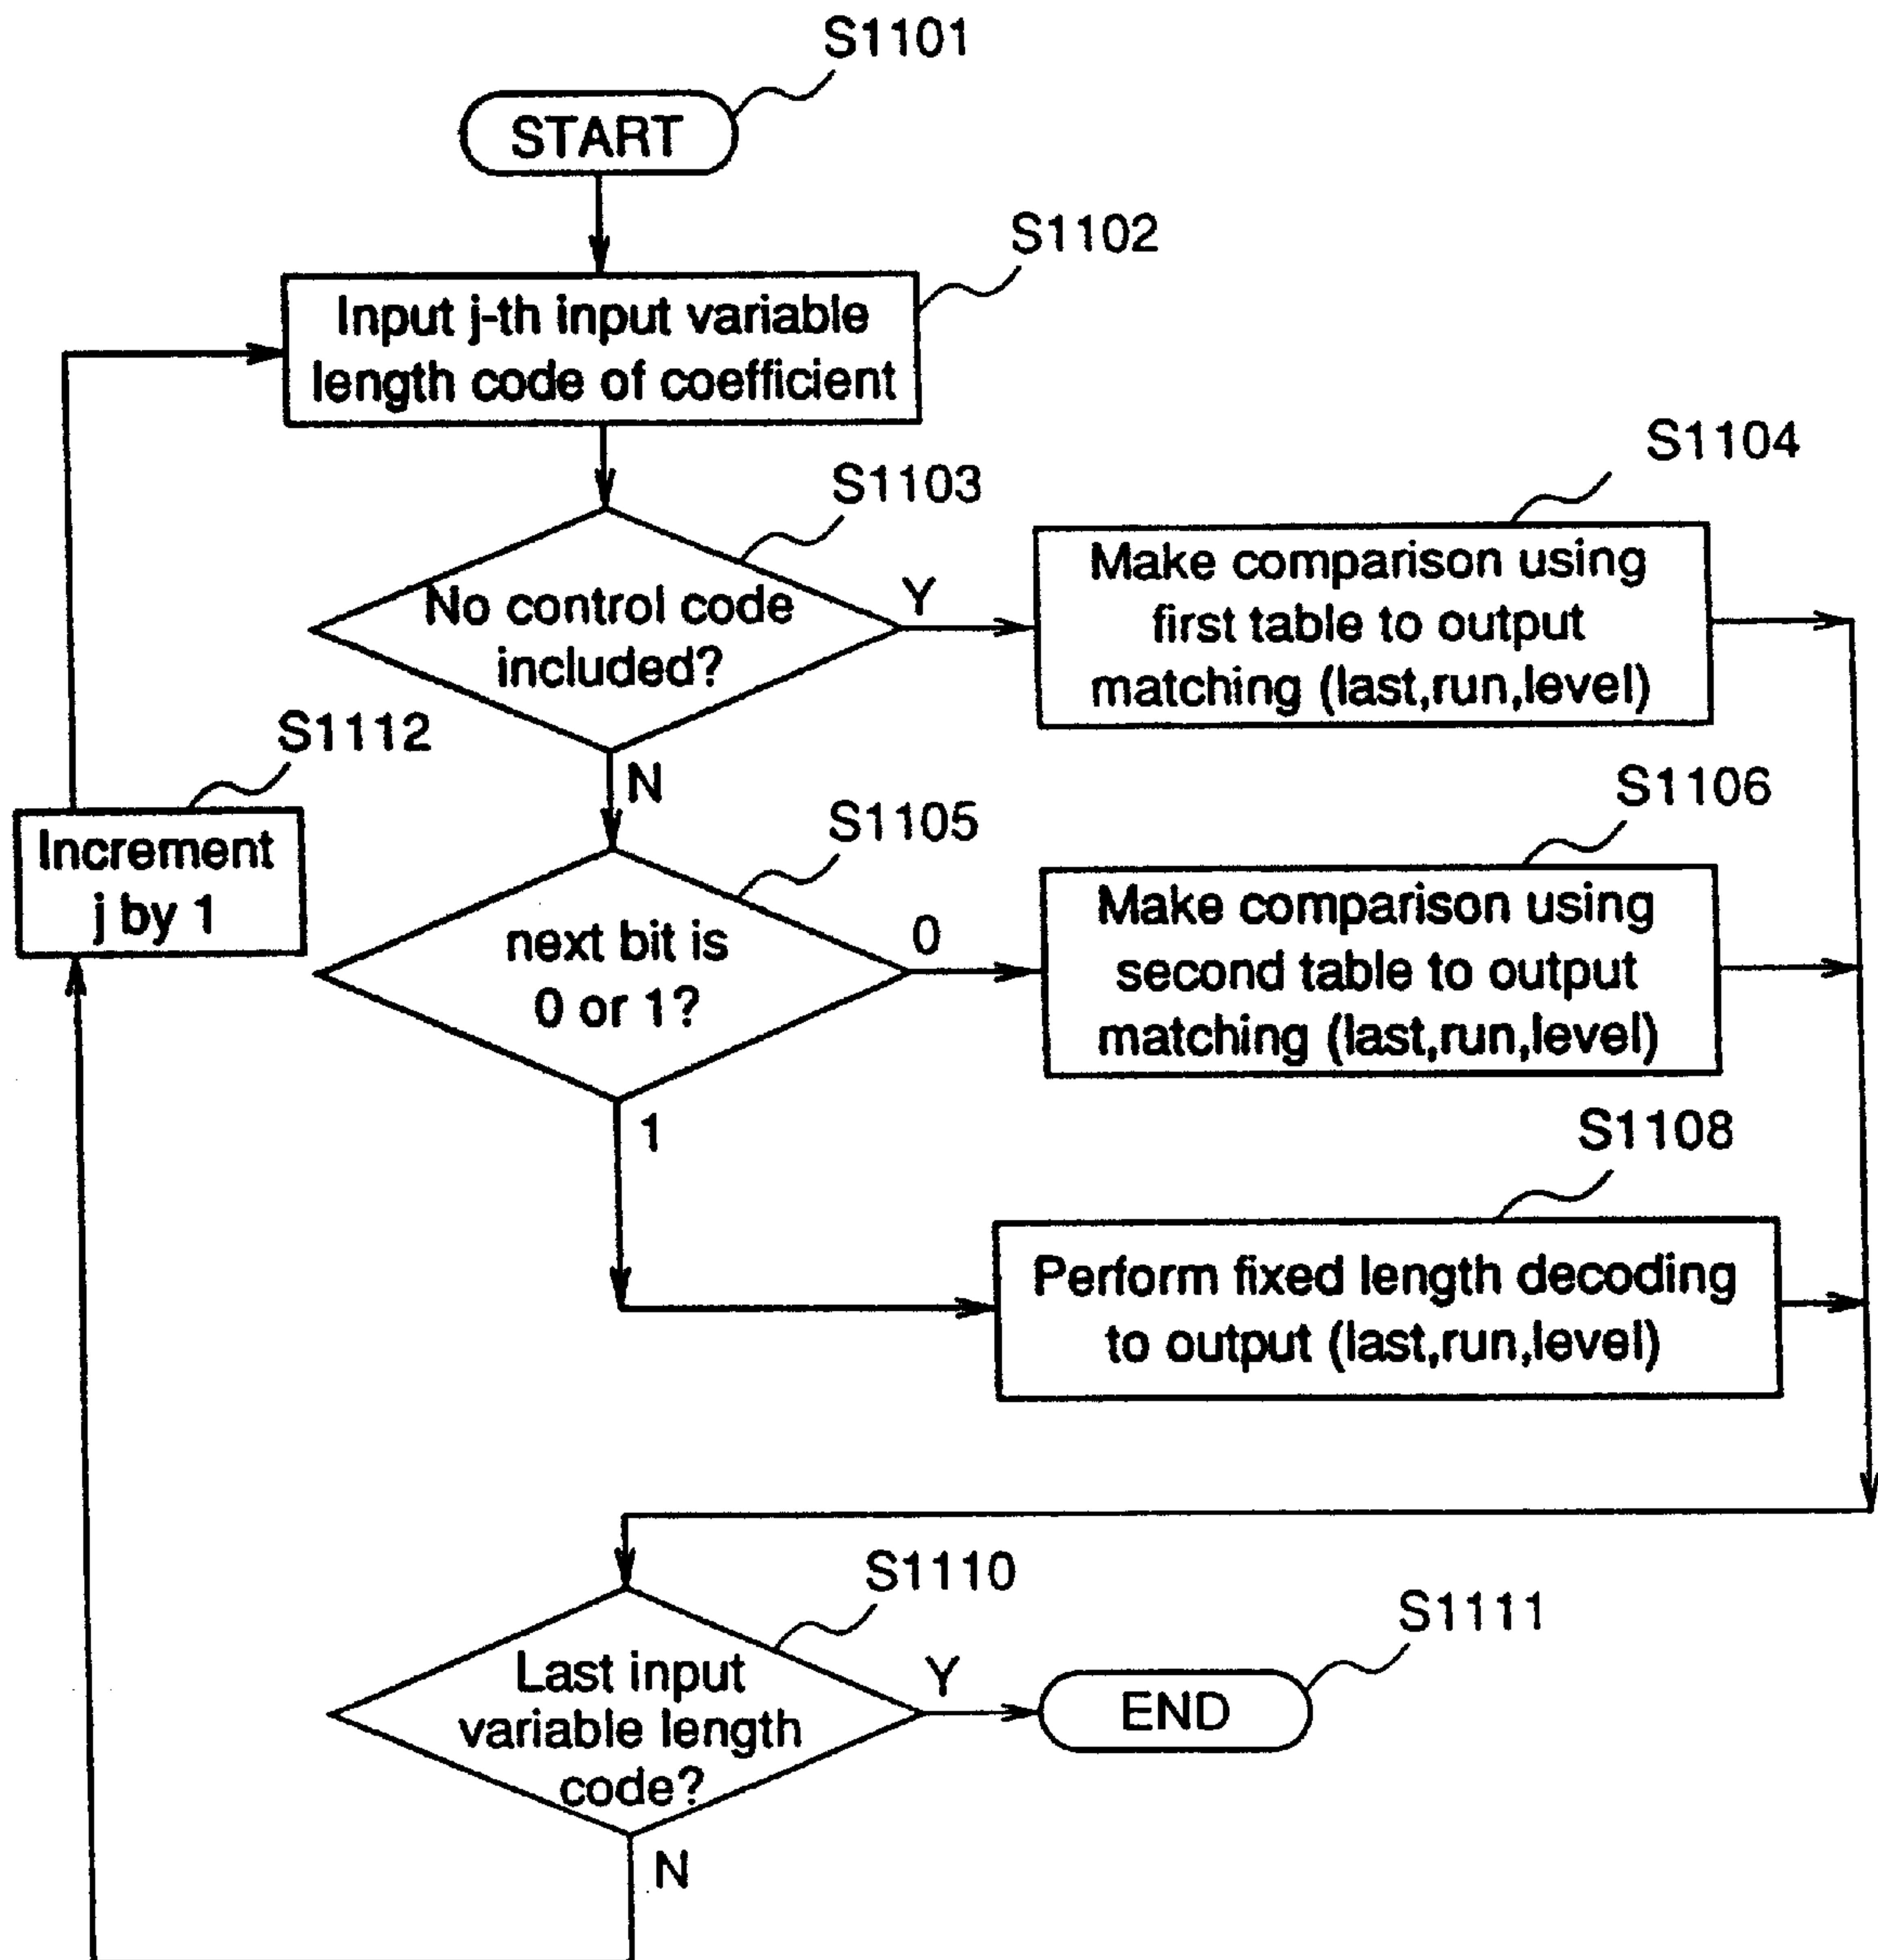 S1101
START
S1102
Input j-th input variable
length code of coefficient
S1103
S1104
No control code
included?
Y
Make comparison using
first table to output
matching (last,run,level)
N
S1112
Increment
j by 1
S1105
S1106
next bit is
0 or 1?
0
Make comparison using
second table to output
matching (last,run,level)
1
S1108
Perform fixed length decoding
to output (last,run,level)
S1110
S1111
Last input
variable length
code?
Y
END
N